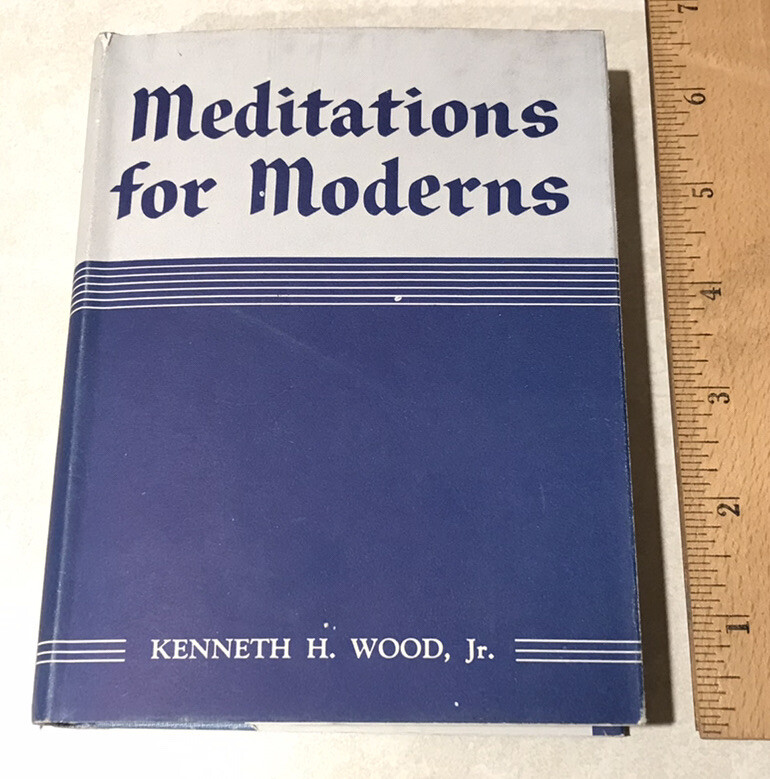 Meditations
for Moderns
KENNETH H. WOOD, Jr.
7
6
5
4
3
2
1